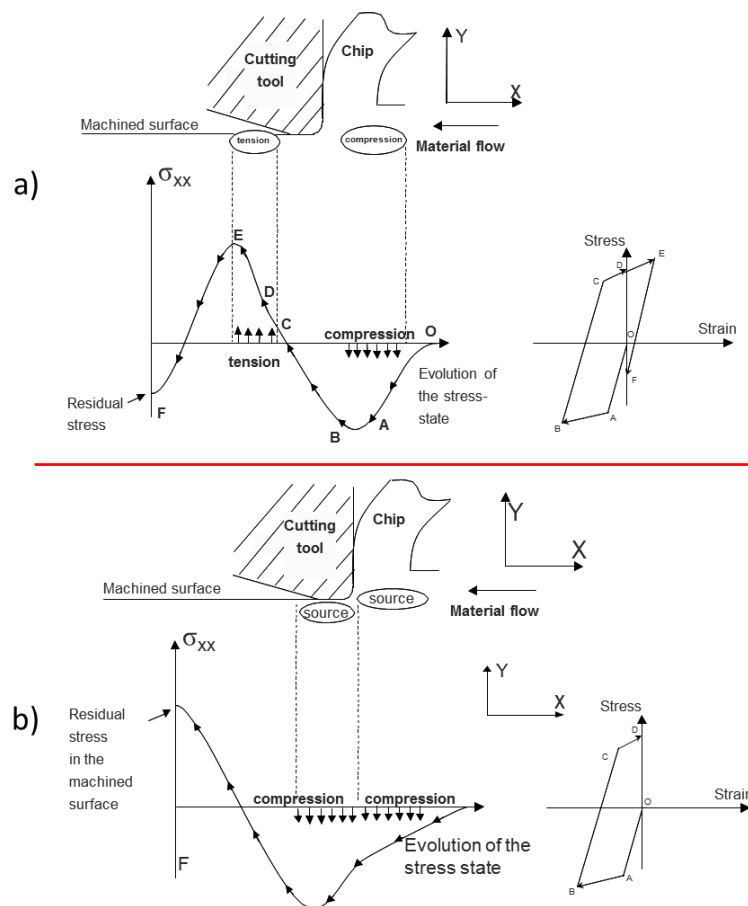 a)
Cutting
tool
Chip
Y
X
Machined surface
tension
compression
Material flow
σXX
E
D
C
O
compression
tension
Evolution of
the stress-
state
Residual
stress
F
B
A
Stress
E
D
C
O
Strain
F
A
B
b)
Cutting
tool
Chip
Y
X
Machined surface
source
source
Material flow
σXX
Y
X
Residual
stress
in the
machined
surface
compression
compression
Evolution of the
stress state
F
Stress
D
C
O
Strain
A
B